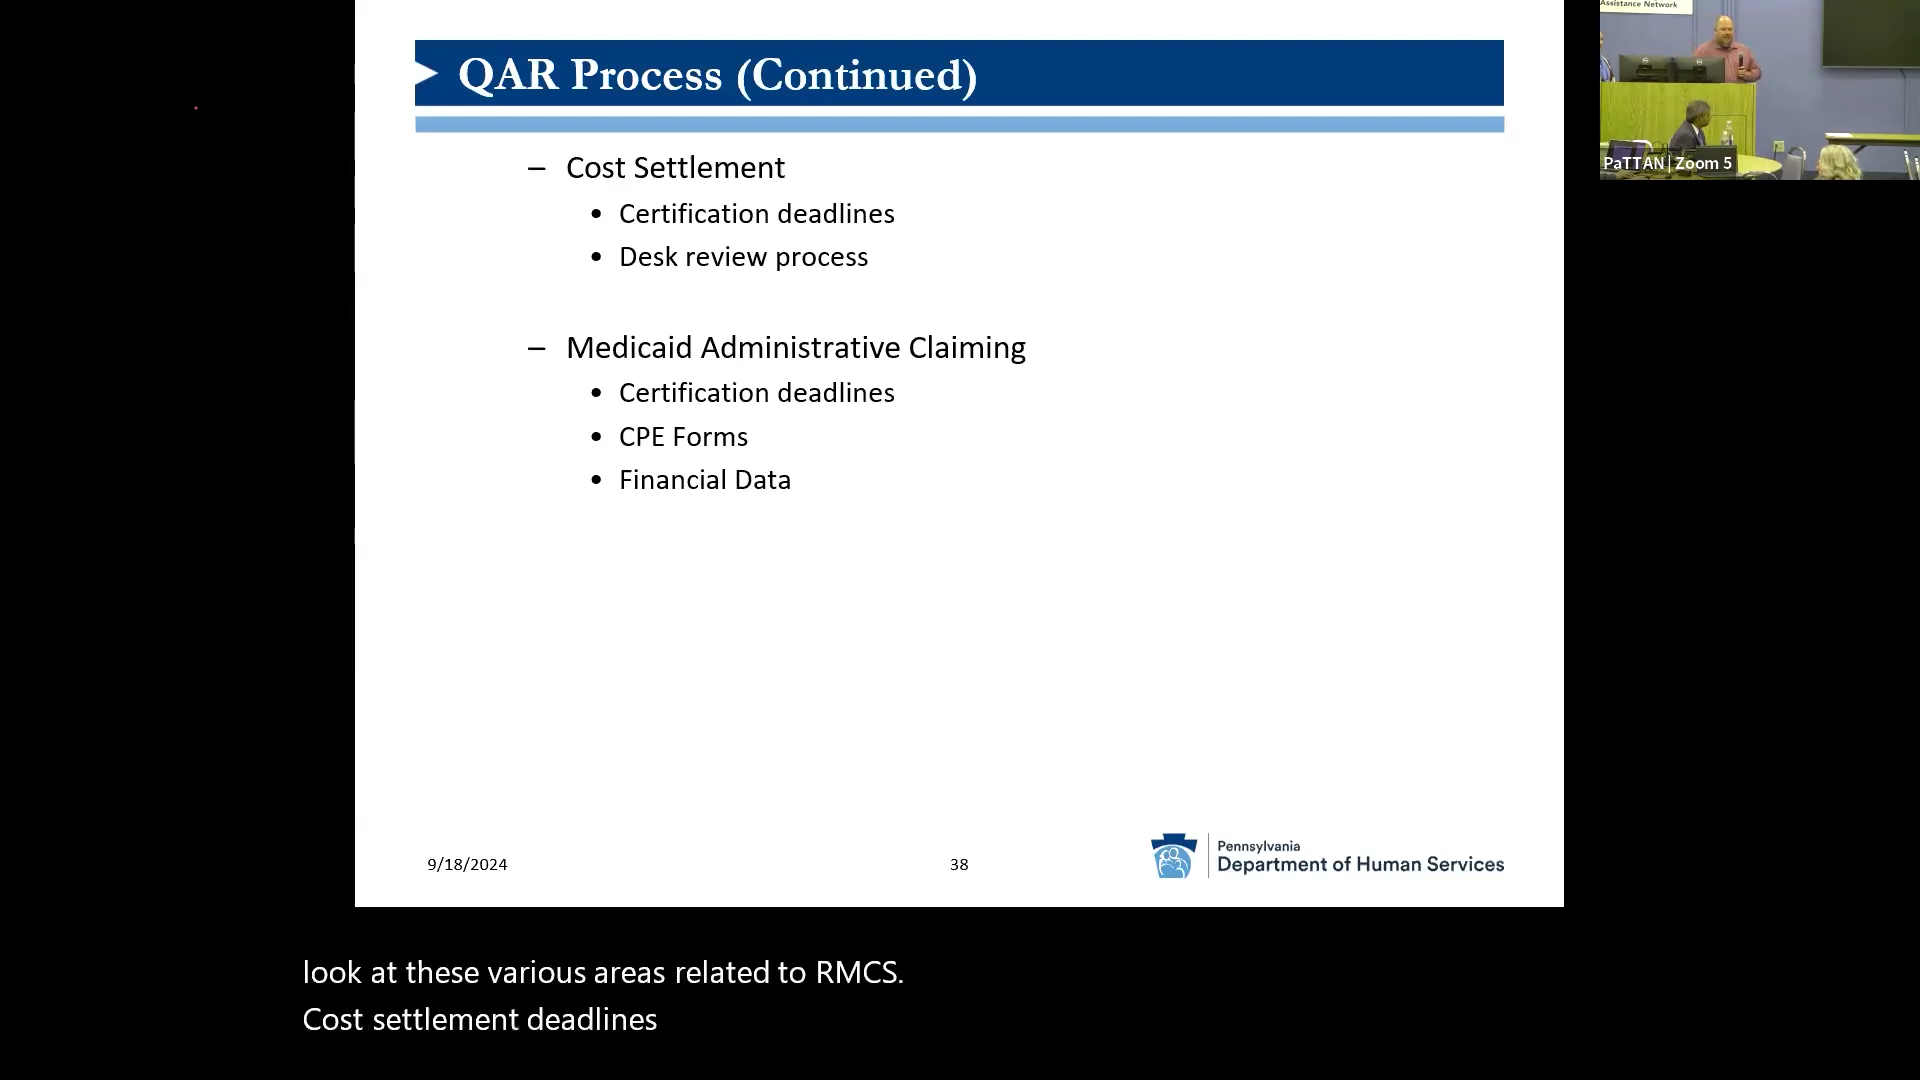 Assistance Network
QAR Process (Continued)
– Cost Settlement
• Certification deadlines
• Desk review process
– Medicaid Administrative Claiming
• Certification deadlines
• CPE Forms
• Financial Data
PaTTAN | Zoom 5
9/18/2024
38
Pennsylvania
Department of Human Services
look at these various areas related to RMCS.
Cost settlement deadlines